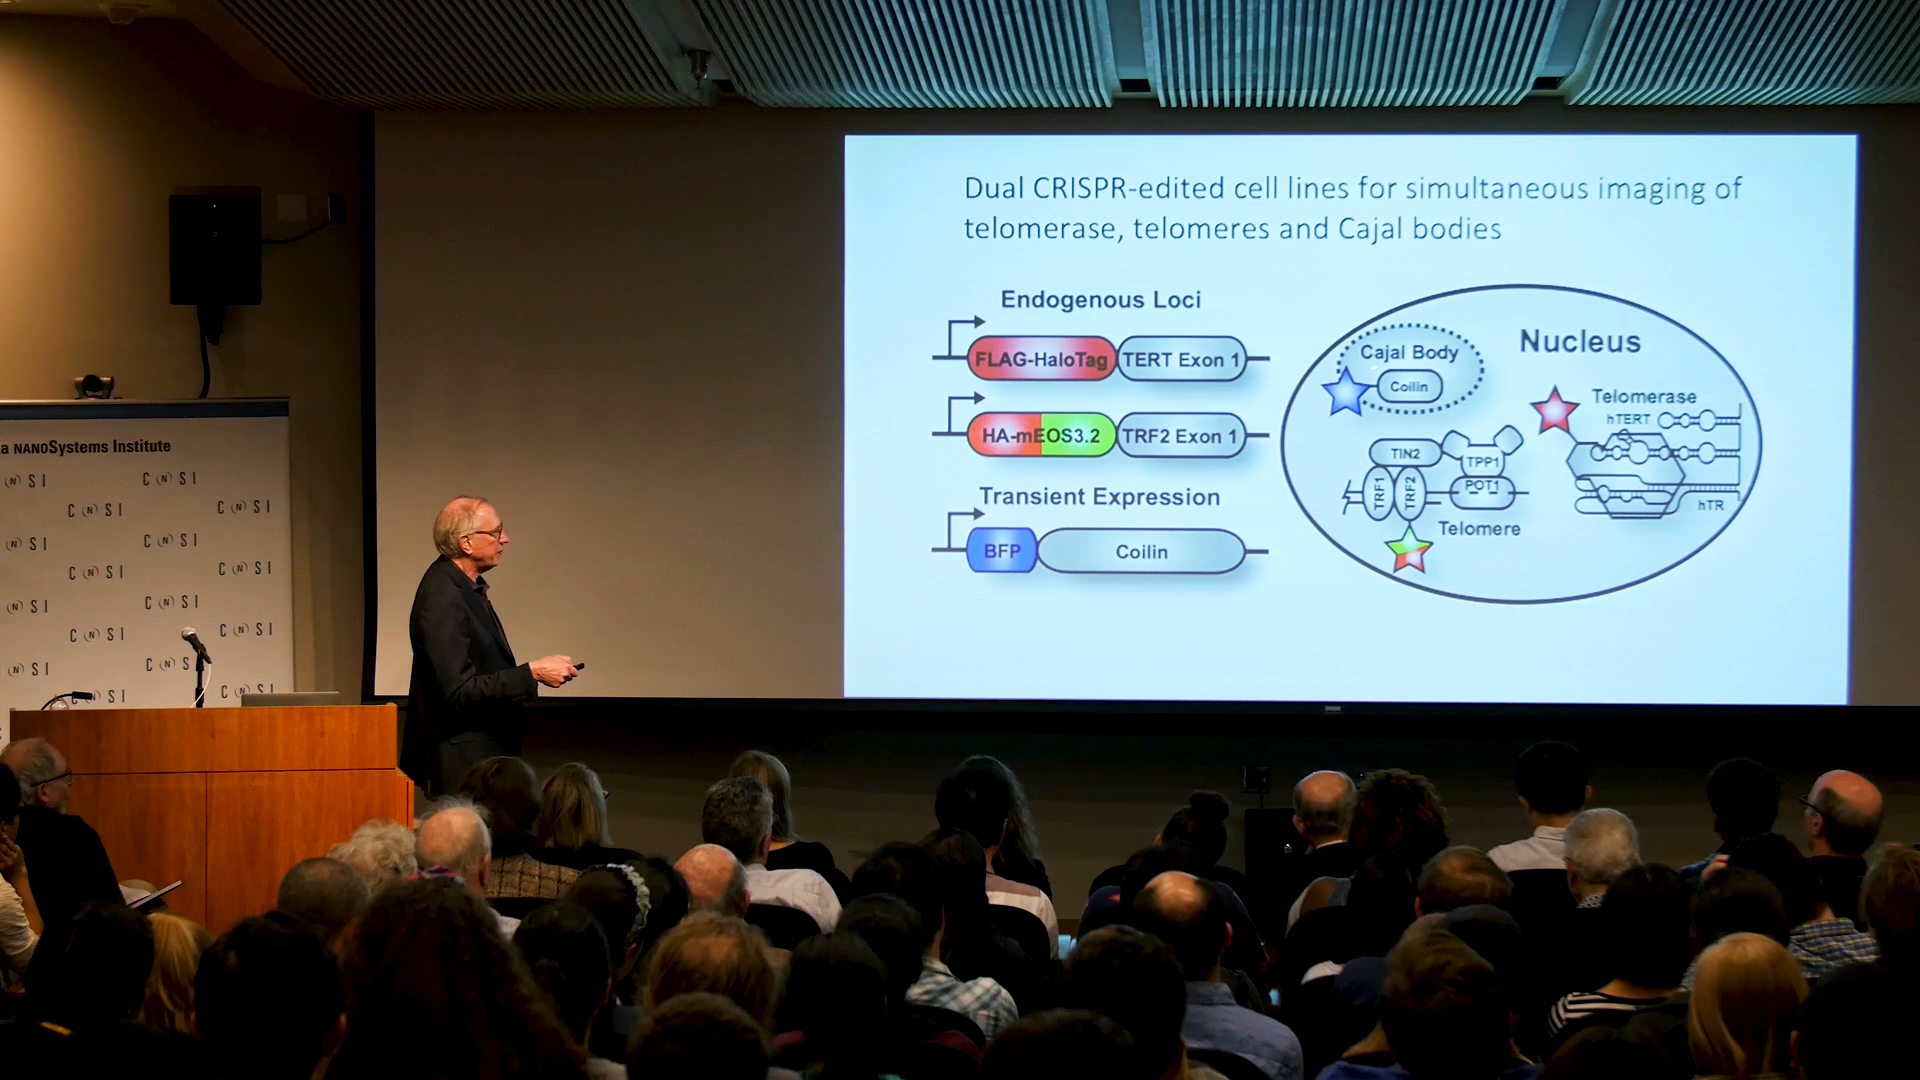 Dual CRISPR-edited cell lines for simultaneous imaging of
telomerase, telomeres and Cajal bodies
Endogenous Loci
FLAG-HaloTag TERT Exon 1
HA-mEOS3.2 TRF2 Exon 1
Transient Expression
BFP Coilin
Nucleus
Cajal Body
Coilin
Telomerase
hTERT
hTR
TIN2
TPP1
TRF1 TRF2 POT1
Telomere
a NANOSystems Institute
(N) S I C (N) S I
C (N) S I C (N) S I
(N) S I C (N) S I
C (N) S I C (N) S I
(N) S I C (N) S I
C (N) S I C (N) S I
(N) S I C (N) S
(N) S I C (N) S I